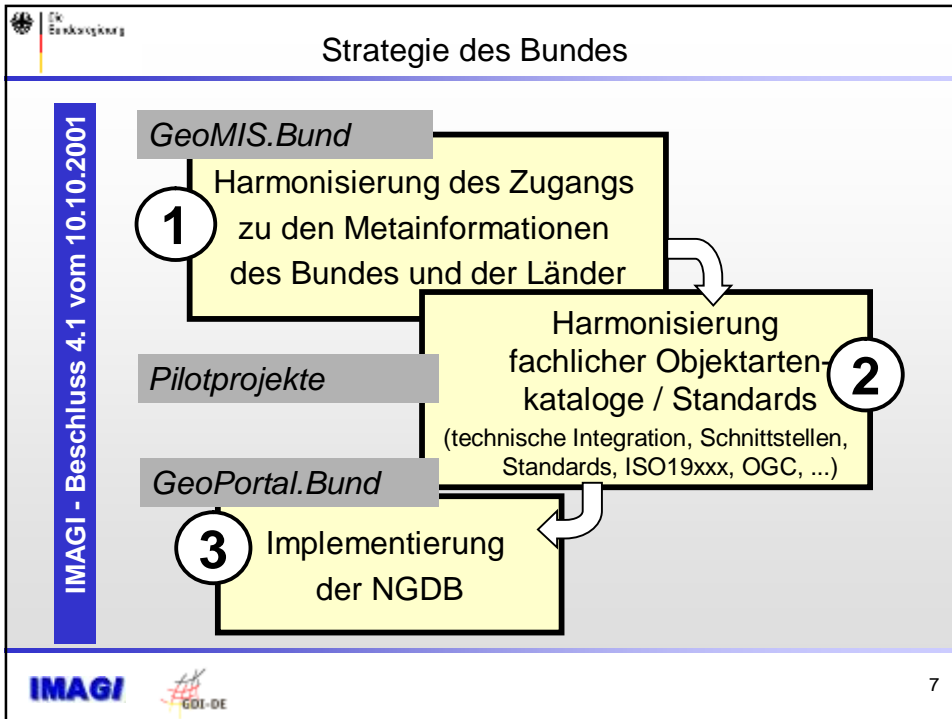 Die
Bundesregierung
Strategie des Bundes
IMAGI - Beschluss 4.1 vom 10.10.2001
GeoMIS.Bund
1
Harmonisierung des Zugangs
zu den Metainformationen
des Bundes und der Länder
Harmonisierung
fachlicher Objektarten-
kataloge / Standards
(technische Integration, Schnittstellen,
Standards, ISO19xxx, OGC, ...)
2
Pilotprojekte
GeoPortal.Bund
3
Implementierung
der NGDB
IMAGI
GDI-DE
7